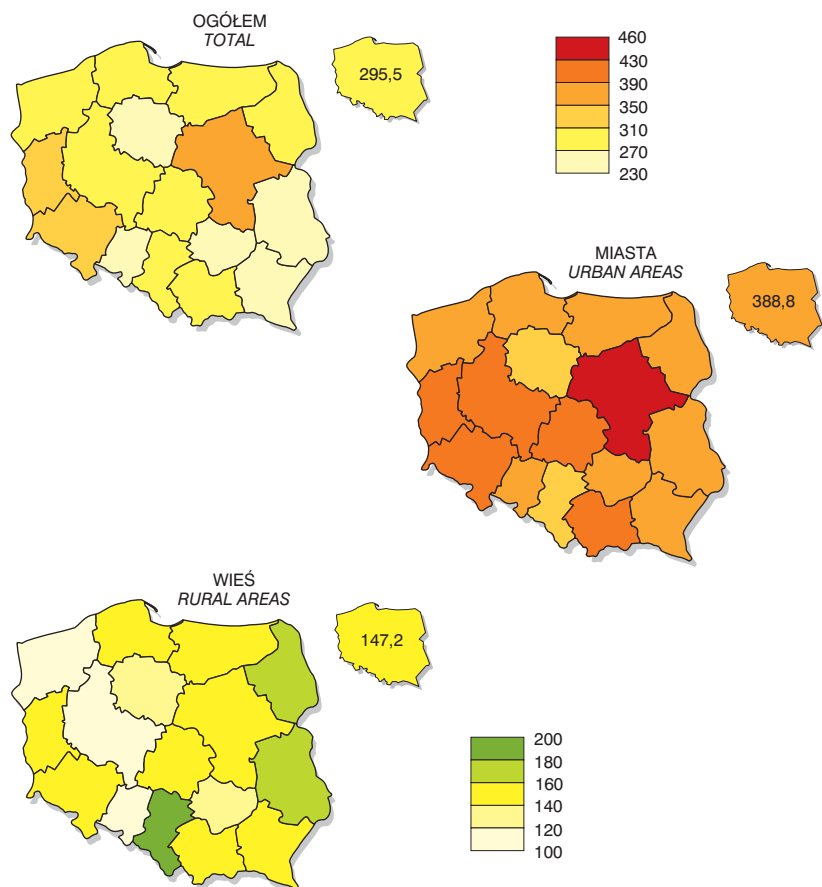 OGÓŁEM
TOTAL
295,5
460
430
390
350
310
270
230
MIASTA
URBAN AREAS
388,8
WIEŚ
RURAL AREAS
147,2
200
180
160
140
120
100